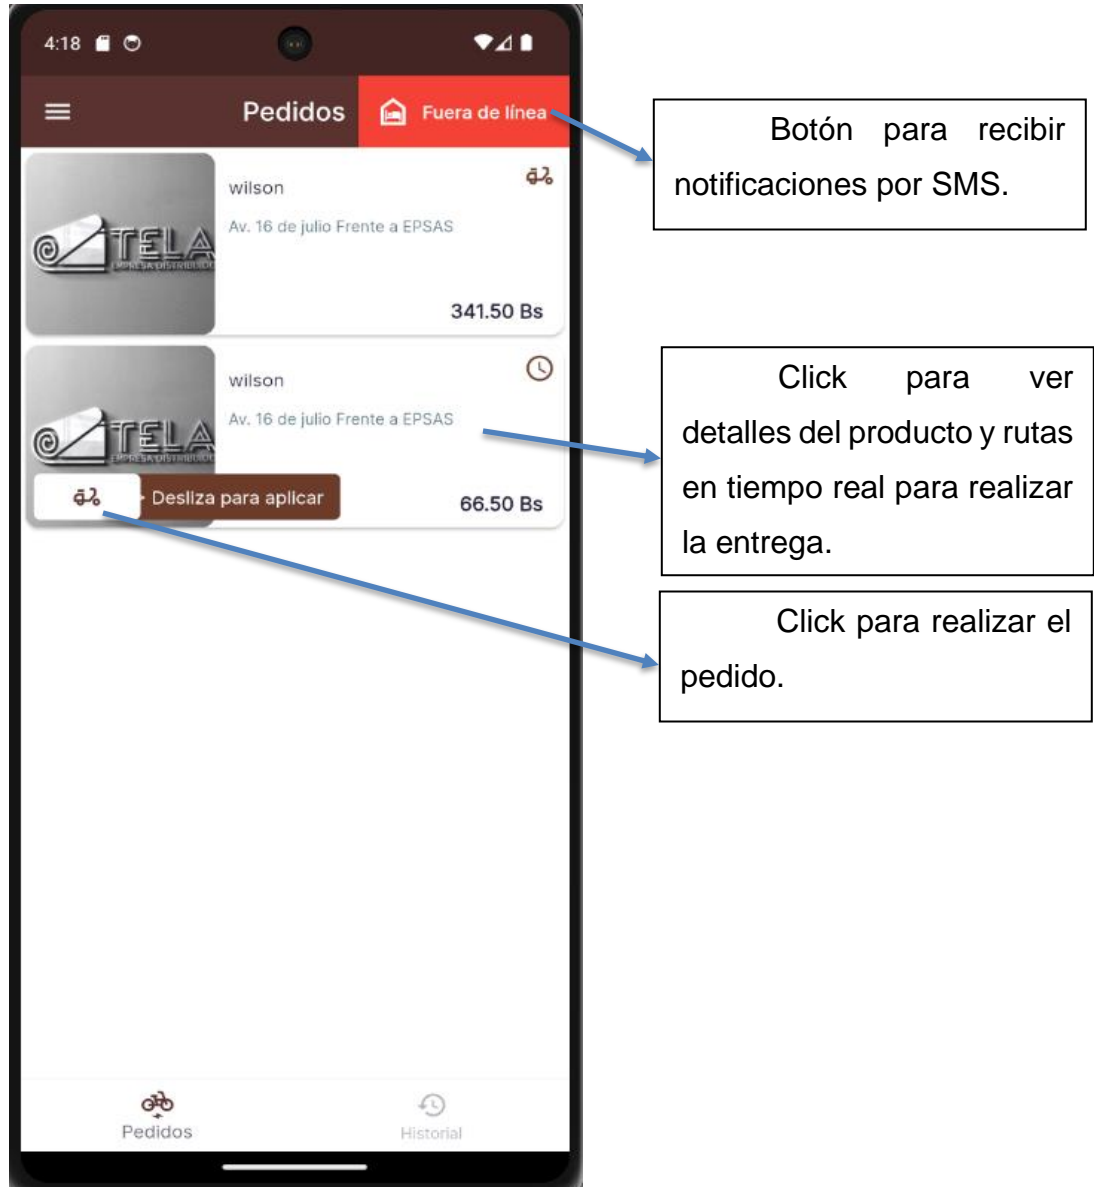 4:18
Pedidos
Fuera de línea
wilson
Av. 16 de julio Frente a EPSAS
TELA
EMPRESA DISTRIBUIDO
341.50 Bs
wilson
Av. 16 de julio Frente a EPSAS
TELA
Desliza para aplicar
66.50 Bs
Pedidos
Historial
Botón para recibir
notificaciones por SMS.
Click para ver
detalles del producto y rutas
en tiempo real para realizar
la entrega.
Click para realizar el
pedido.